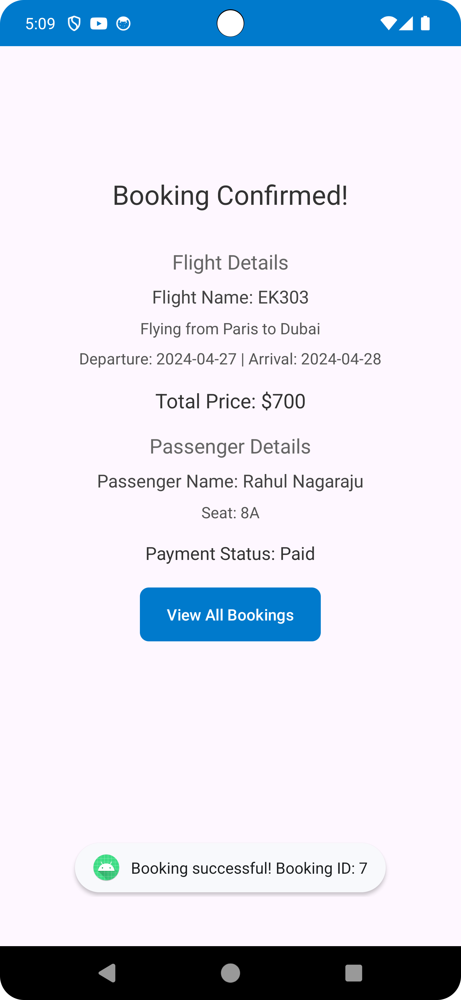 5:09
Booking Confirmed!
Flight Details
Flight Name: EK303
Flying from Paris to Dubai
Departure: 2024-04-27 | Arrival: 2024-04-28
Total Price: $700
Passenger Details
Passenger Name: Rahul Nagaraju
Seat: 8A
Payment Status: Paid
View All Bookings
Booking successful! Booking ID: 7